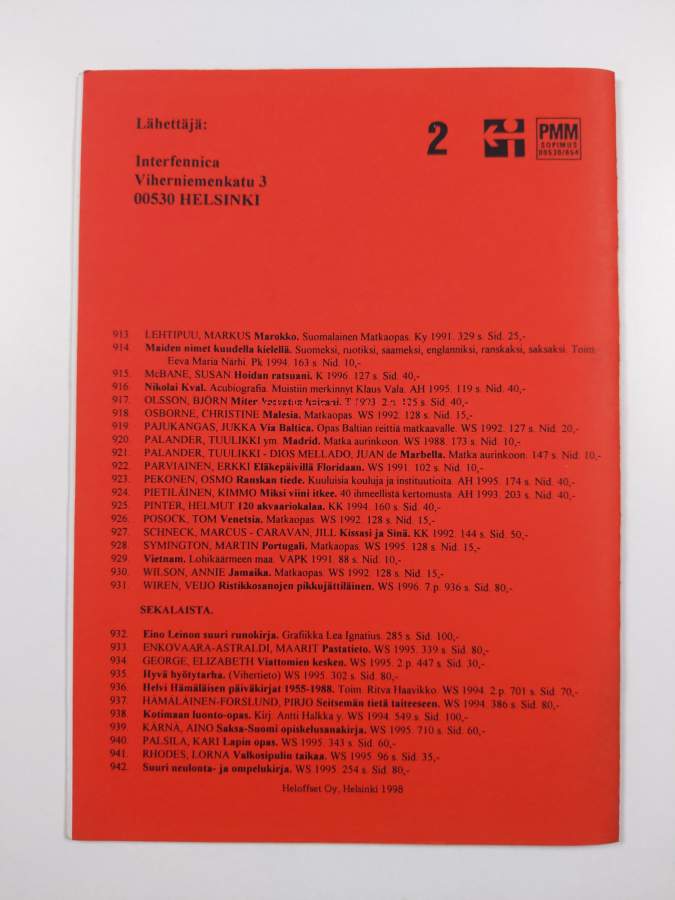 Lähettäjä:
2
PMM
SOPIMUS
00530/654
Interfennica
Viherniemenkatu 3
00530 HELSINKI
913. LEHTIPUU, MARKUS Marokko. Suomalainen Matkaopas. Ky 1991. 329 s. Sid. 25,-
914. Maiden nimet kuudella kielellä. Suomeksi, ruotiksi, saameksi, englanniksi, ranskaksi, saksaksi. Toim.
Eeva Maria Närhi. Pk 1994. 163 s. Nid. 10,-
915. McBANE, SUSAN Hoidan ratsuani. K 1996. 127 s. Sid. 40,-
916. Nikolai Kval. Acubiografia. Muistiin merkinnyt Klaus Vala. AH 1995. 119 s. Nid. 40,-
917. OLSSON, BJÖRN Miten T 1993. 2.p. 125 s. Sid. 40,-
918. OSBORNE, CHRISTINE Malesia. Matkaopas. WS 1992. 128 s. Nid. 15,-
919. PAJUKANGAS, JUKKA Via Baltica. Opas Baltian reittiä matkaavalle. WS 1992. 127 s. Nid. 20,-
920. PALANDER, TUULIKKI ym. Madrid. Matka aurinkoon. WS 1988. 173 s. Nid. 10,-
921. PALANDER, TUULIKKI - DIOS MELLADO, JUAN de Marbella. Matka aurinkoon. 147 s. Nid. 10,-
922. PARVIAINEN, ERKKI Eläkepäivillä Floridaan. WS 1991. 102 s. Nid. 10,-
923. PEKONEN, OSMO Ranskan tiede. Kuuluisia kouluja ja instituutioita. AH 1995. 174 s. Nid. 40,-
924. PIETILÄINEN, KIMMO Miksi viini itkee. 40 ihmeellistä kertomusta. AH 1993. 203 s. Nid. 40,-
925. PINTER, HELMUT 120 akvaariokalaa. KK 1994. 160 s. Sid. 40,-
926. POSOCK, TOM Venetsia. Matkaopas. WS 1992. 128 s. Nid. 15,-
927. SCHNECK, MARCUS - CARAVAN, JILL Kissasi ja Sinä. KK 1992. 144 s. Sid. 50,-
928. SYMINGTON, MARTIN Portugali. Matkaopas. WS 1995. 128 s. Nid. 15,-
929. Vietnam. Lohikäärmeen maa. VAPK 1991. 88 s. Nid. 10,-
930. WILSON, ANNIE Jamaika. Matkaopas. WS 1992. 128 s. Nid. 15,-
931. WIREN, VEIJO Ristikkosanojen pikkujättiläinen. WS 1996. 7.p. 936 s. Sid. 80,-
SEKALAISTA.
932. Eino Leinon suuri runokirja. Grafiikka Lea Ignatius. 285 s. Sid. 100,-
933. ENKOVAARA-ASTRALDI, MAARIT Pastatieto. WS 1995. 339 s. Sid. 80,-
934. GEORGE, ELIZABETH Viattomien kesken. WS 1995. 2.p. 447 s. Sid. 30,-
935. Hyvä hyötytarha. (Vihertieto) WS 1995. 302 s. Sid. 80,-
936. Helvi Hämäläisen päiväkirjat 1955-1988. Toim. Ritva Haavikko. WS 1994. 2.p. 701 s. Sid. 70,-
937. HÄMÄLÄINEN-FORSLUND, PIRJO Seitsemän tietä taiteeseen. WS 1994. 386 s. Sid. 80,-
938. Kotimaan luonto-opas. Kirj. Antti Halkka y. WS 1994. 549 s. Sid. 100,-
939. KÄRNÄ, AINO Saksa-Suomi opiskelusanakirja. WS 1995. 710 s. Sid. 60,-
940. PALSILA, KARI Lapin opas. WS 1995. 343 s. Sid. 60,-
941. RHODES, LORNA Valkosipulin taikaa. WS 1995. 96 s. Sid. 35,-
942. Suuri neulonta- ja ompelukirja. WS 1995. 254 s. Sid. 80,-
Heloffset Oy, Helsinki 1998